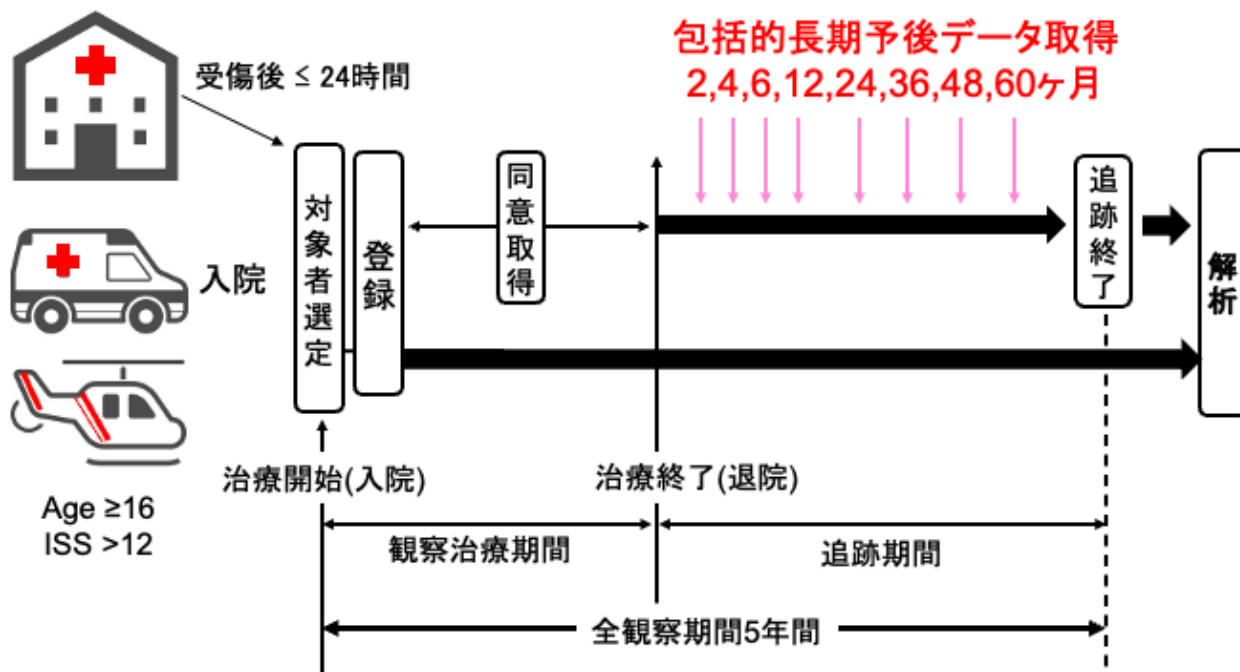 包括的長期予後データ取得
2,4,6,12,24,36,48,60ヶ月
受傷後 ≤ 24時間
入院
対象者選定
登録
同意取得
追跡終了
解析
治療開始(入院)
治療終了(退院)
Age ≥16
ISS >12
観察治療期間
追跡期間
全観察期間5年間